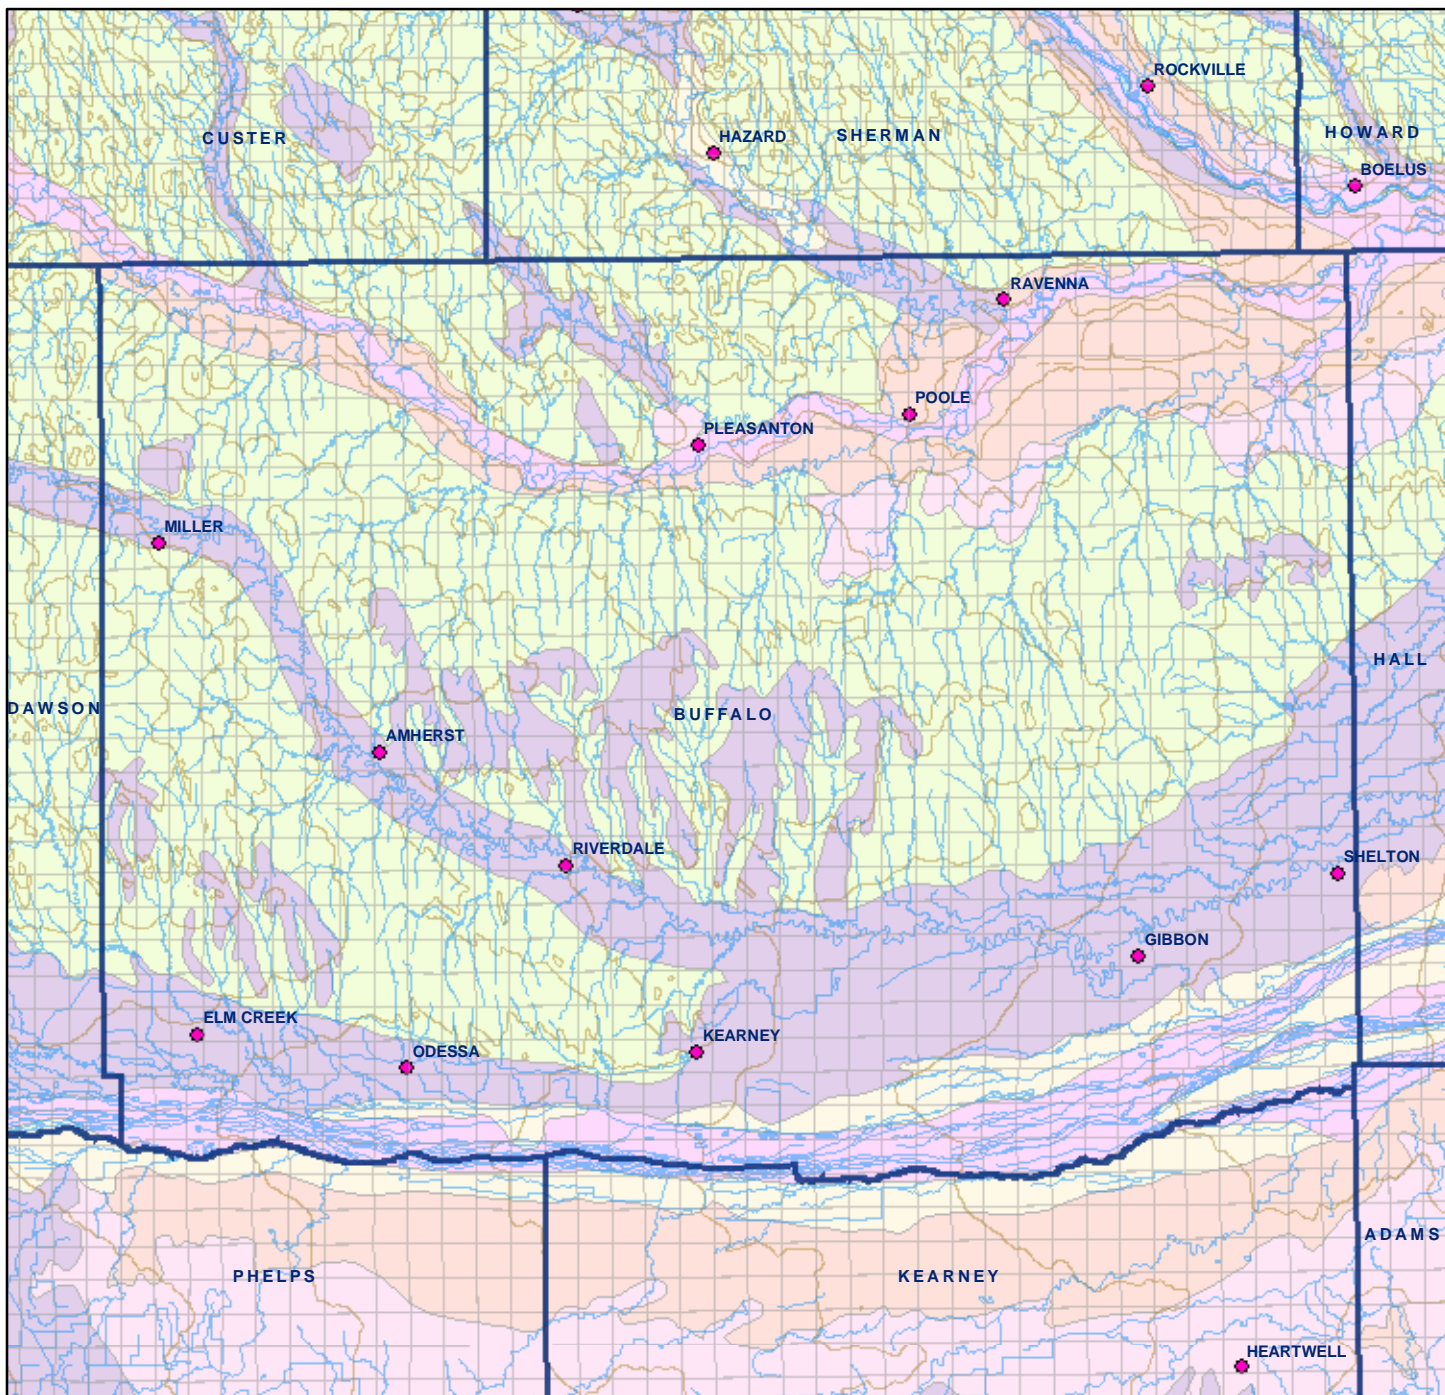 ROCKVILLE
CUSTER
HAZARD
SHERMAN
HOWARD
BOELUS
RAVENNA
POOLE
PLEASANTON
MILLER
HALL
DAWSON
BUFFALO
AMHERST
RIVERDALE
SHELTON
GIBBON
ELM CREEK
ODESSA
KEARNEY
ADAMS
PHELPS
KEARNEY
HEARTWELL